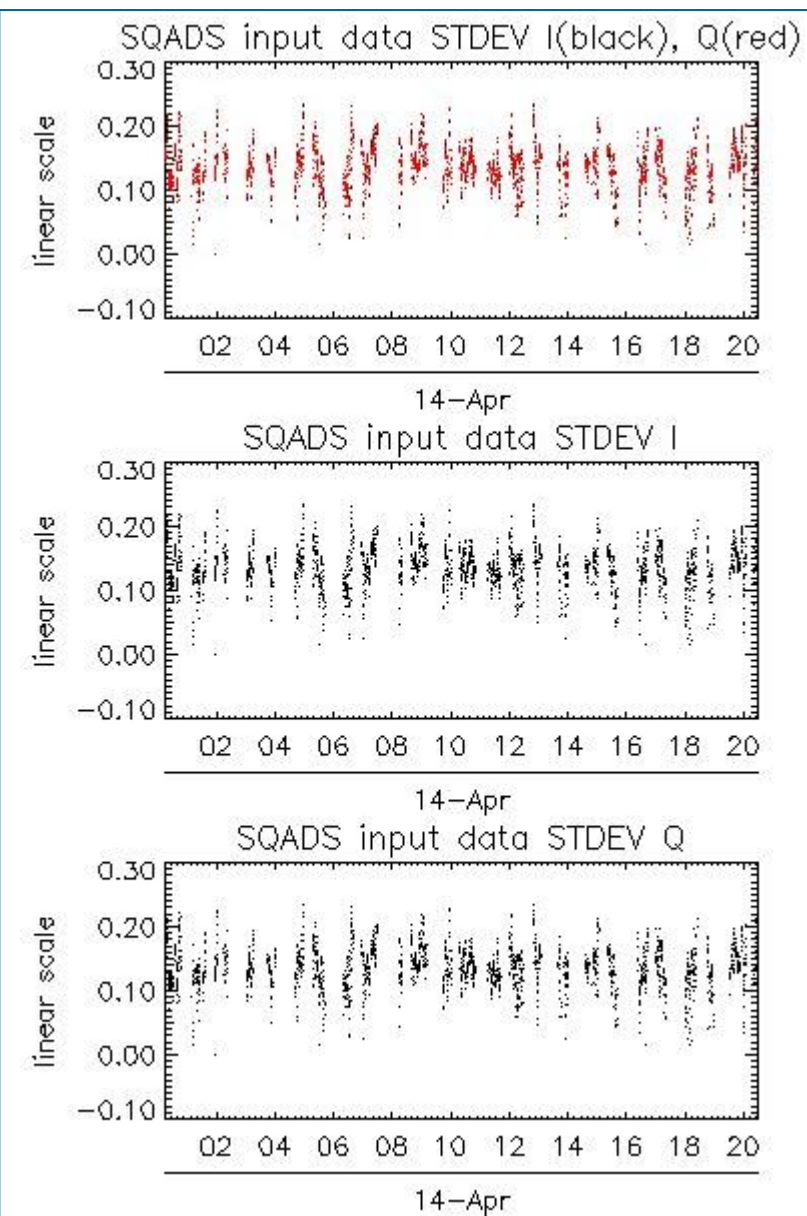 SQADS input data STDEV I(black), Q(red)
0.30
0.20
0.10
0.00
-0.10
linear scale
02 04 06 08 10 12 14 16 18 20
14-Apr
SQADS input data STDEV I
0.30
0.20
0.10
0.00
-0.10
linear scale
02 04 06 08 10 12 14 16 18 20
14-Apr
SQADS input data STDEV Q
0.30
0.20
0.10
0.00
-0.10
linear scale
02 04 06 08 10 12 14 16 18 20
14-Apr